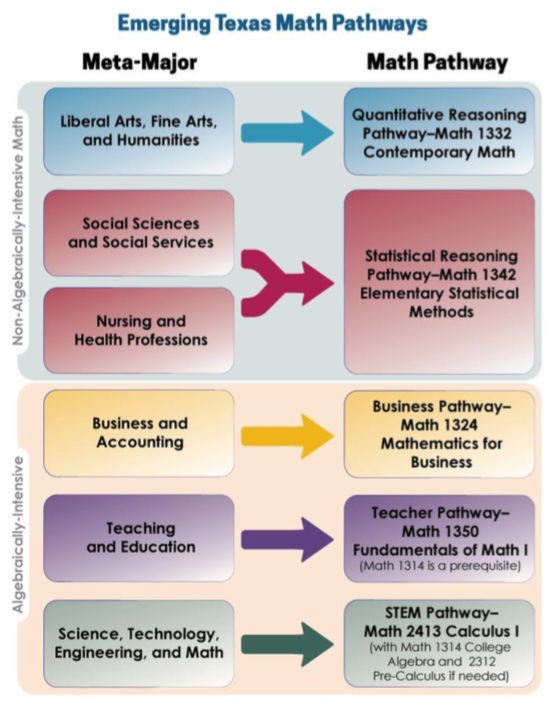 Emerging Texas Math Pathways
Meta-Major
Math Pathway
Non-Algebraically-Intensive Math
Liberal Arts, Fine Arts,
and Humanities
Quantitative Reasoning
Pathway–Math 1332
Contemporary Math
Social Sciences
and Social Services
Nursing and
Health Professions
Statistical Reasoning
Pathway–Math 1342
Elementary Statistical
Methods
Algebraically-Intensive
Business and
Accounting
Business Pathway–
Math 1324
Mathematics for
Business
Teaching
and Education
Teacher Pathway–
Math 1350
Fundamentals of Math I
(Math 1314 is a prerequisite)
Science, Technology,
Engineering, and Math
STEM Pathway–
Math 2413 Calculus I
(with Math 1314 College
Algebra and 2312
Pre-Calculus if needed)